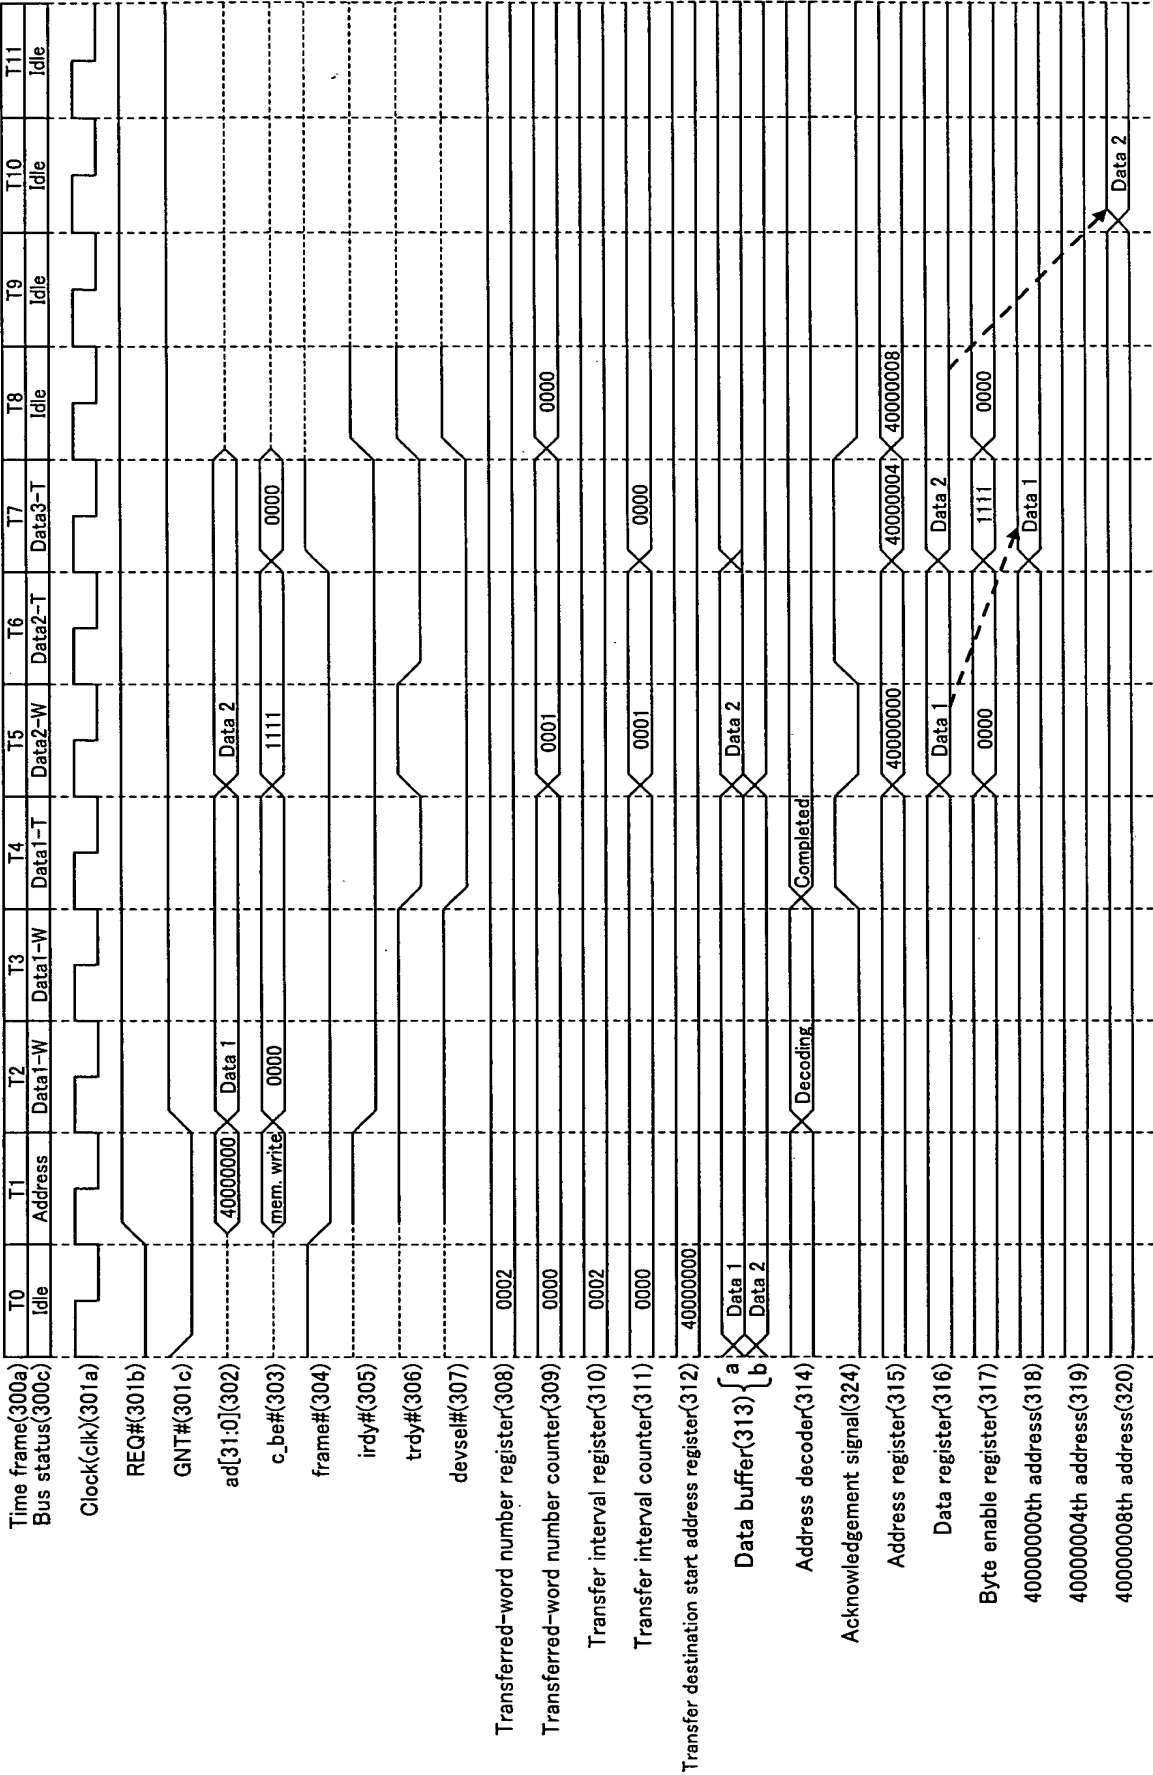 Time frame(300a) T0 T1 T2 T3 T4 T5 T6 T7 T8 T9 T10 T11
Bus status(300c) Idle Address Data1-W Data1-W Data1-T Data2-W Data2-T Data3-T Idle Idle Idle Idle
Clock(clk)(301a)
REQ#(301b)
GNT#(301c)
ad[31:0](302) 40000000 Data 1 Data 2
c_be#(303) mem. write 0000 1111 0000
frame#(304)
irdy#(305)
trdy#(306)
devsel#(307)
Transferred-word number register(308) 0002
Transferred-word number counter(309) 0000 0001 0000
Transfer interval register(310) 0002
Transfer interval counter(311) 0000 0001 0000
Transfer destination start address register(312) 40000000
Data buffer(313) { a Data 1 Data 2
b Data 2
Address decoder(314) Decoding Completed
Acknowledgement signal(324)
Address register(315) 40000000 40000004 40000008
Data register(316) Data 1 Data 2
Byte enable register(317) 0000 1111 0000
40000000th address(318) Data 1
40000004th address(319)
40000008th address(320) Data 2